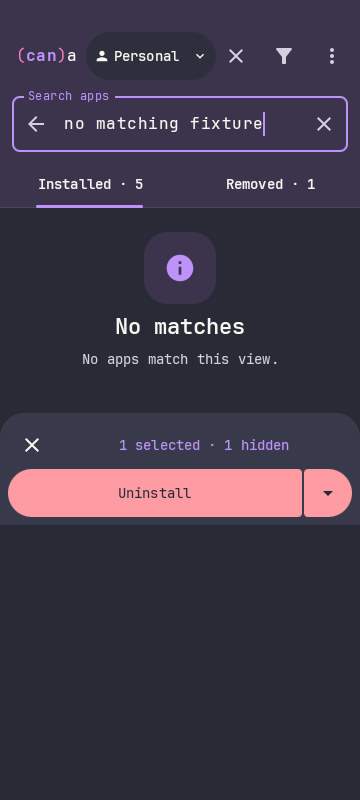 (can)a
Personal
Search apps
no matching fixture
Installed · 5
Removed · 1
No matches
No apps match this view.
1 selected · 1 hidden
Uninstall